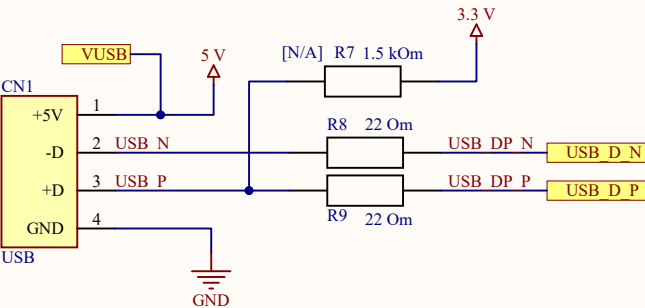 3.3 V
VUSB
5 V
[N/A] R7 1.5 kOm
CN1
+5V 1
R8 22 Om
-D 2 USB_N USB_DP_N USB_D_N
+D 3 USB_P USB_DP_P USB_D_P
R9 22 Om
GND 4
USB
GND